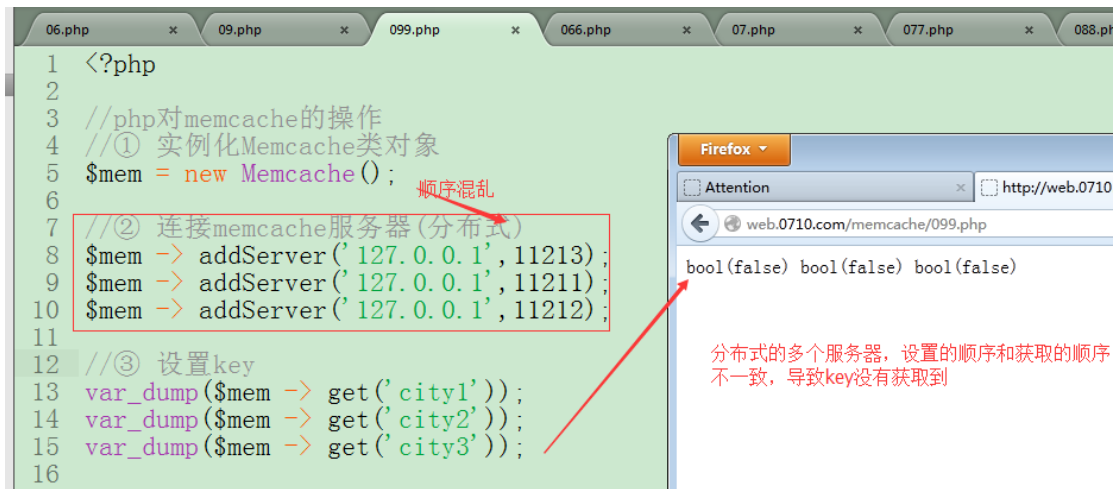 06.php × 09.php × 099.php × 066.php × 07.php × 077.php × 088.ph
1 <?php
2
3 //php对memcache的操作
4 //① 实例化Memcache类对象
5 $mem = new Memcache();
顺序混乱
6
7 //② 连接memcache服务器(分布式)
8 $mem -> addServer('127.0.0.1',11213);
9 $mem -> addServer('127.0.0.1',11211);
10 $mem -> addServer('127.0.0.1',11212);
11
12 //③ 设置key
13 var_dump($mem -> get('city1'));
14 var_dump($mem -> get('city2'));
15 var_dump($mem -> get('city3'));
16
Firefox
Attention × http://web.0710
web.0710.com/memcache/099.php
bool(false) bool(false) bool(false)
分布式的多个服务器，设置的顺序和获取的顺序
不一致，导致key没有获取到